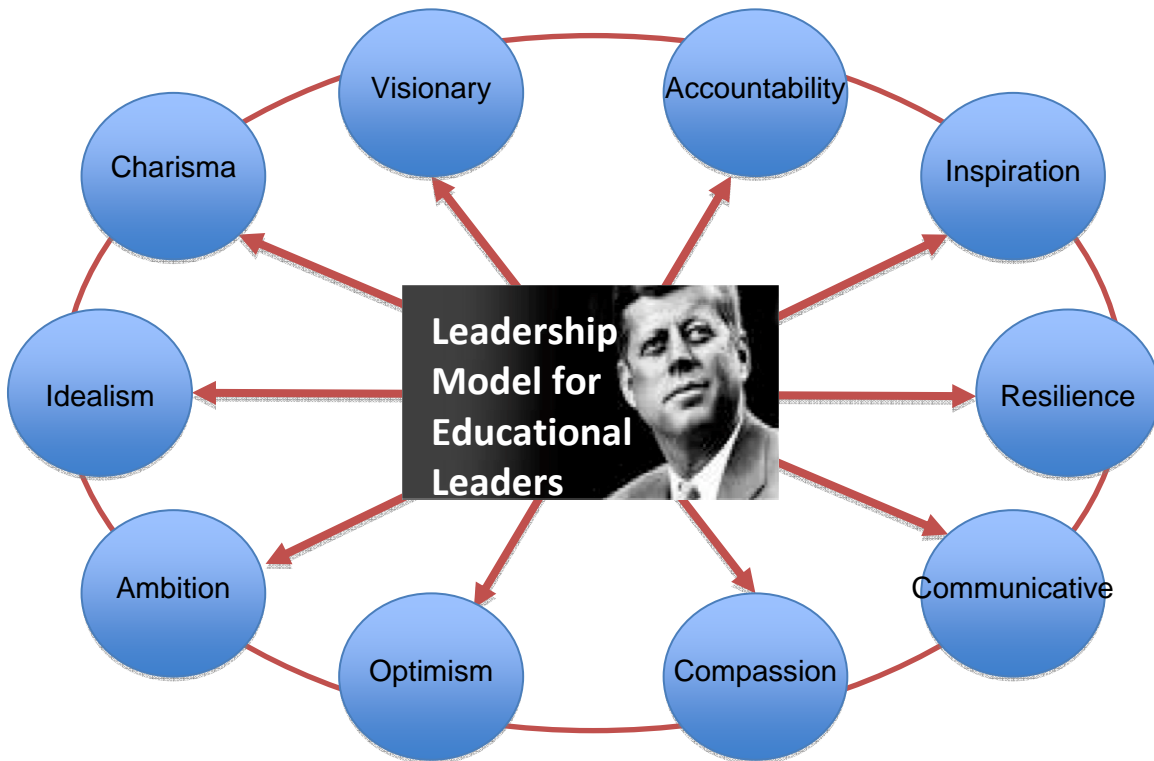 Visionary
Accountability
Charisma
Inspiration
Leadership
Model for
Educational
Leaders
Idealism
Resilience
Ambition
Communicative
Optimism
Compassion